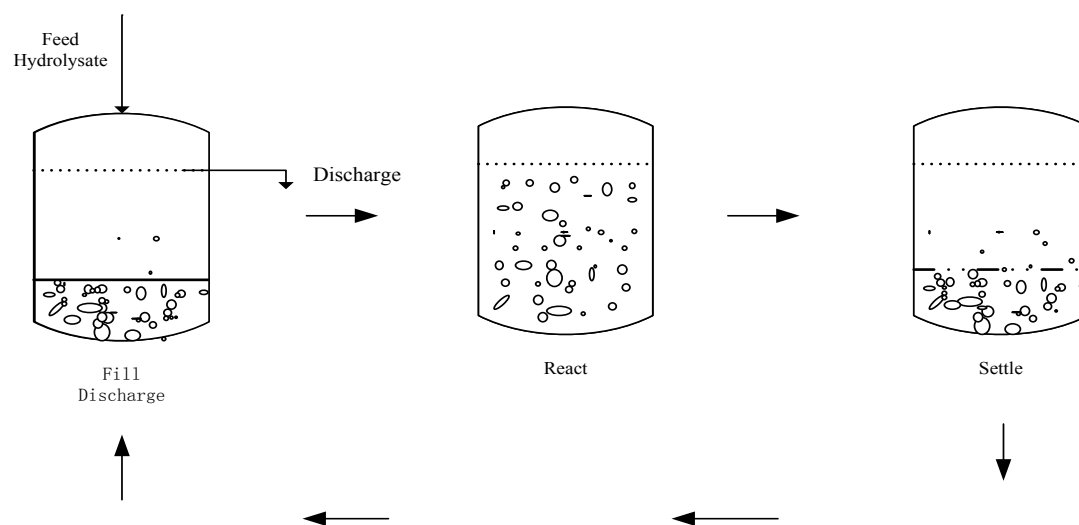 Feed
Hydrolysate
Discharge
Fill
Discharge
React
Settle